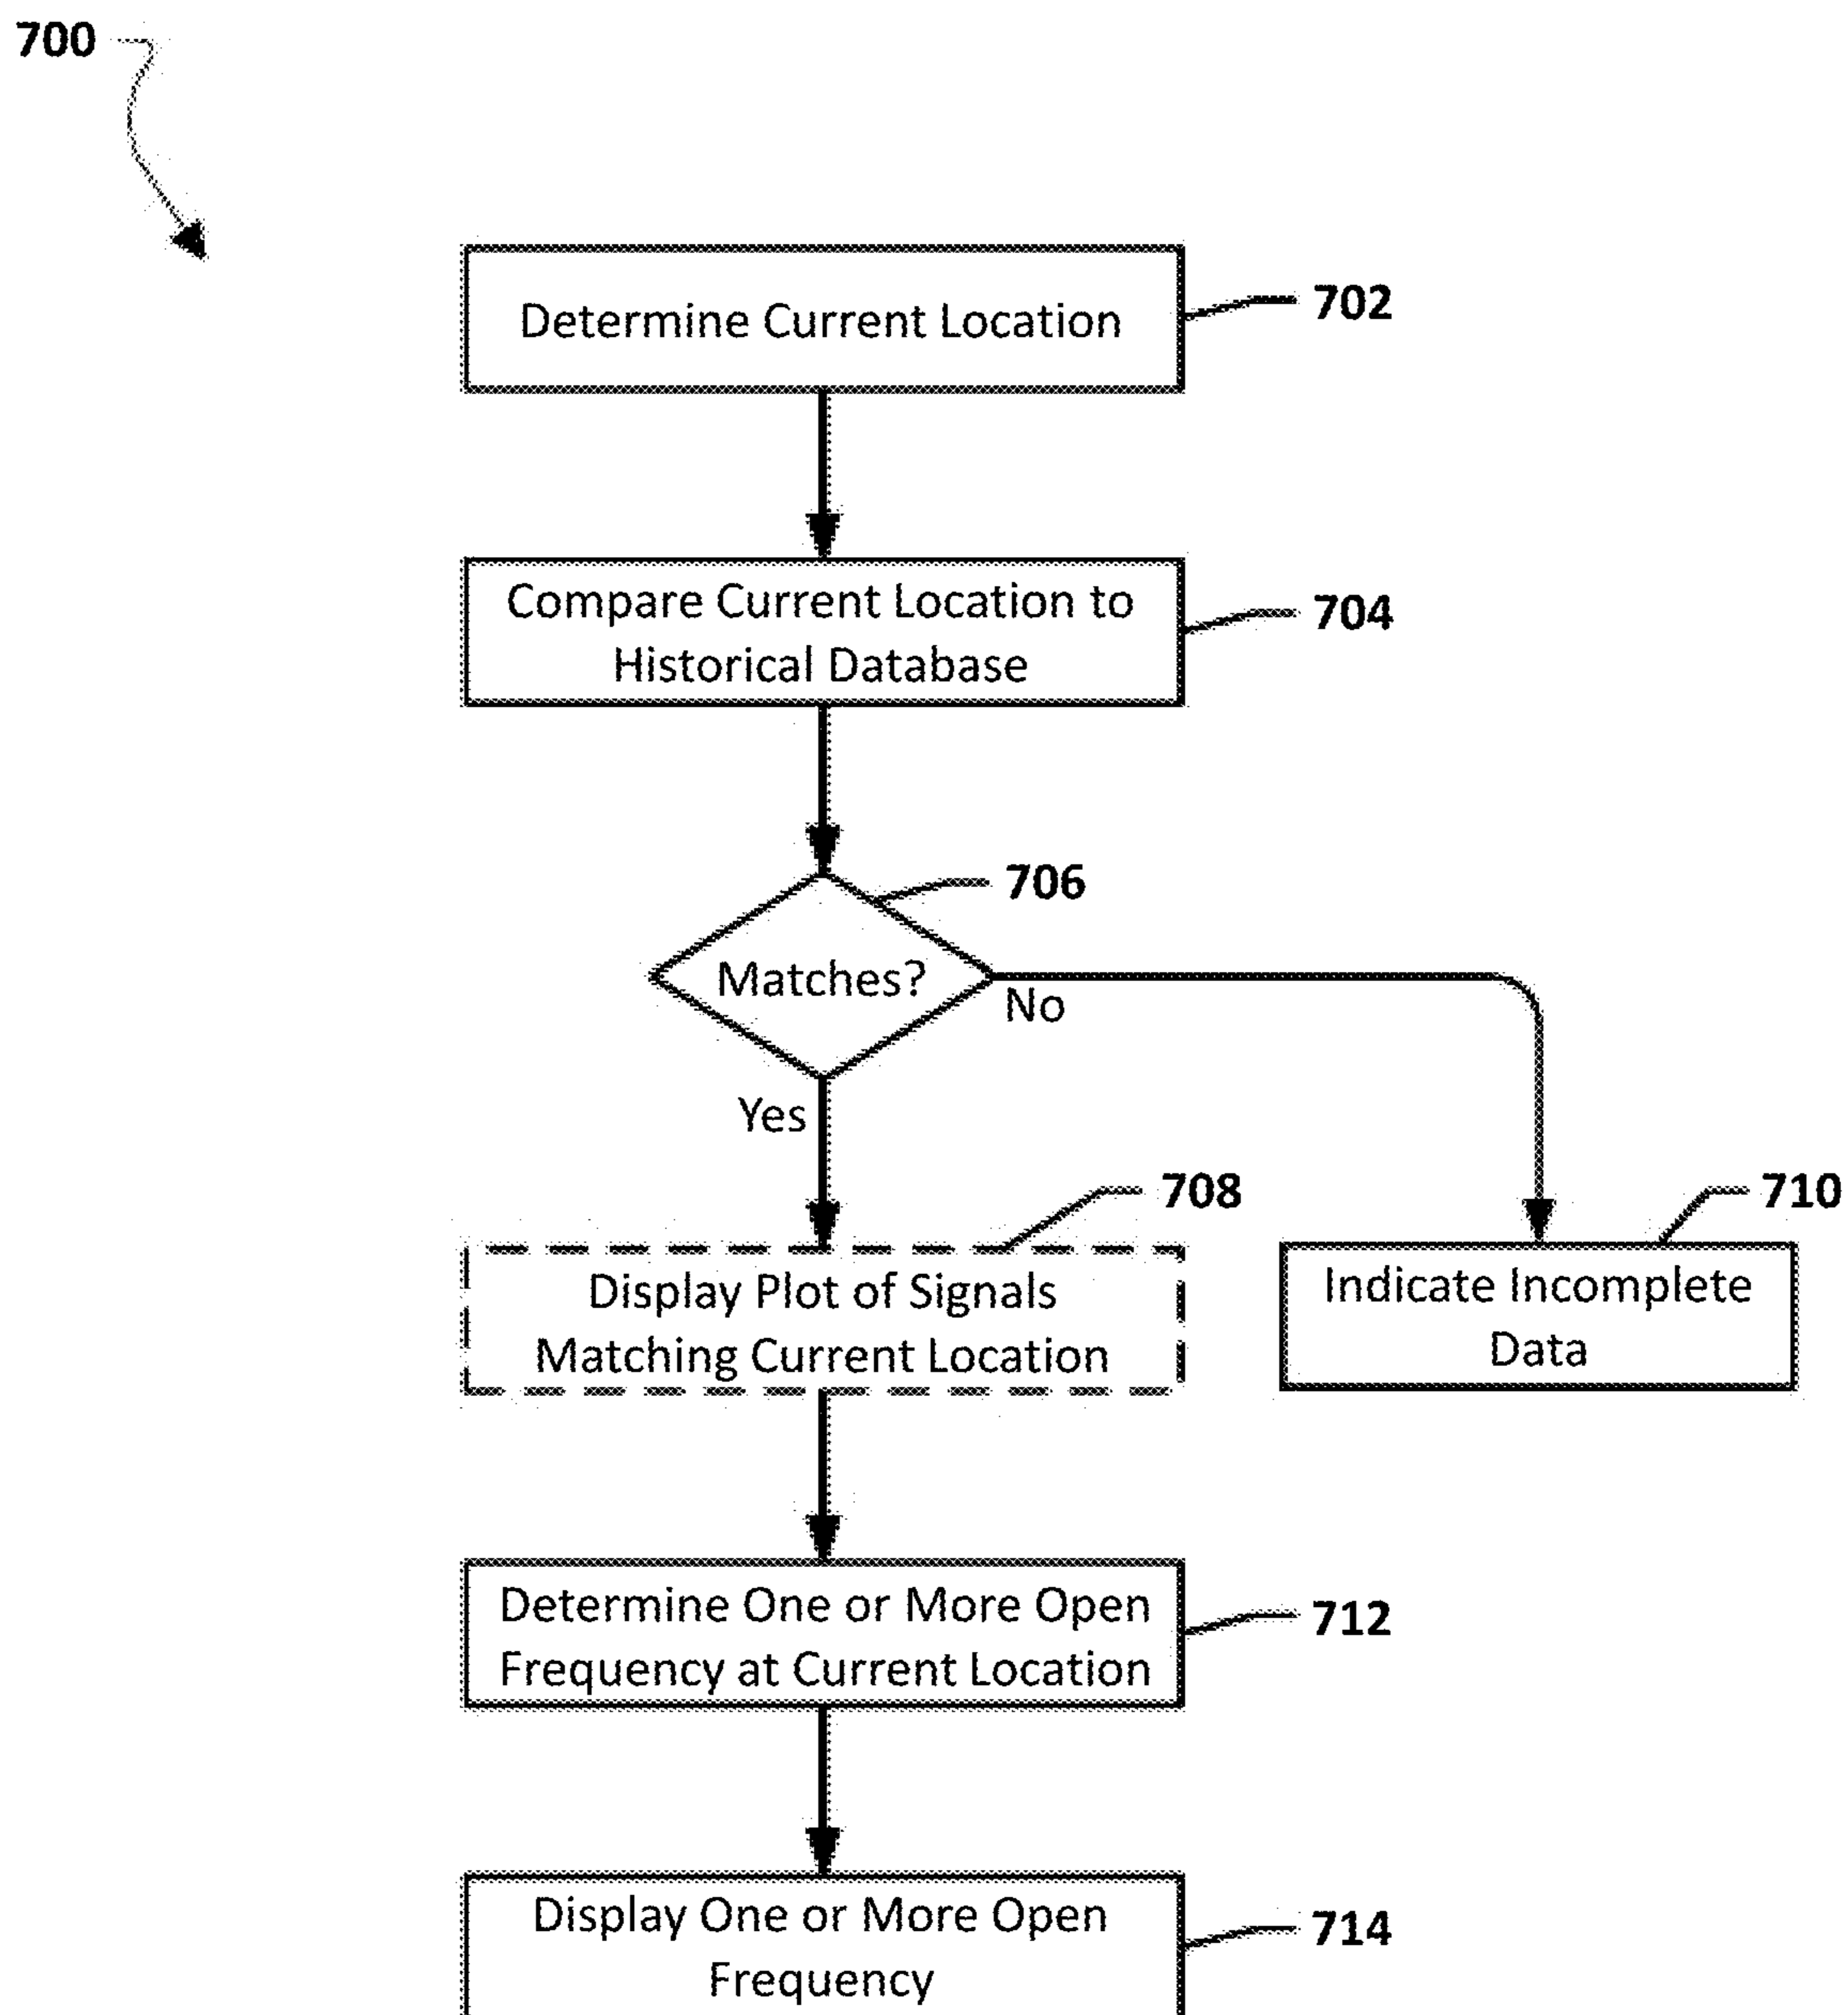 700
Determine Current Location
702
Compare Current Location to
Historical Database
704
706
Matches?
No
Yes
708
710
Display Plot of Signals
Matching Current Location
Indicate Incomplete
Data
Determine One or More Open
Frequency at Current Location
712
Display One or More Open
Frequency
714